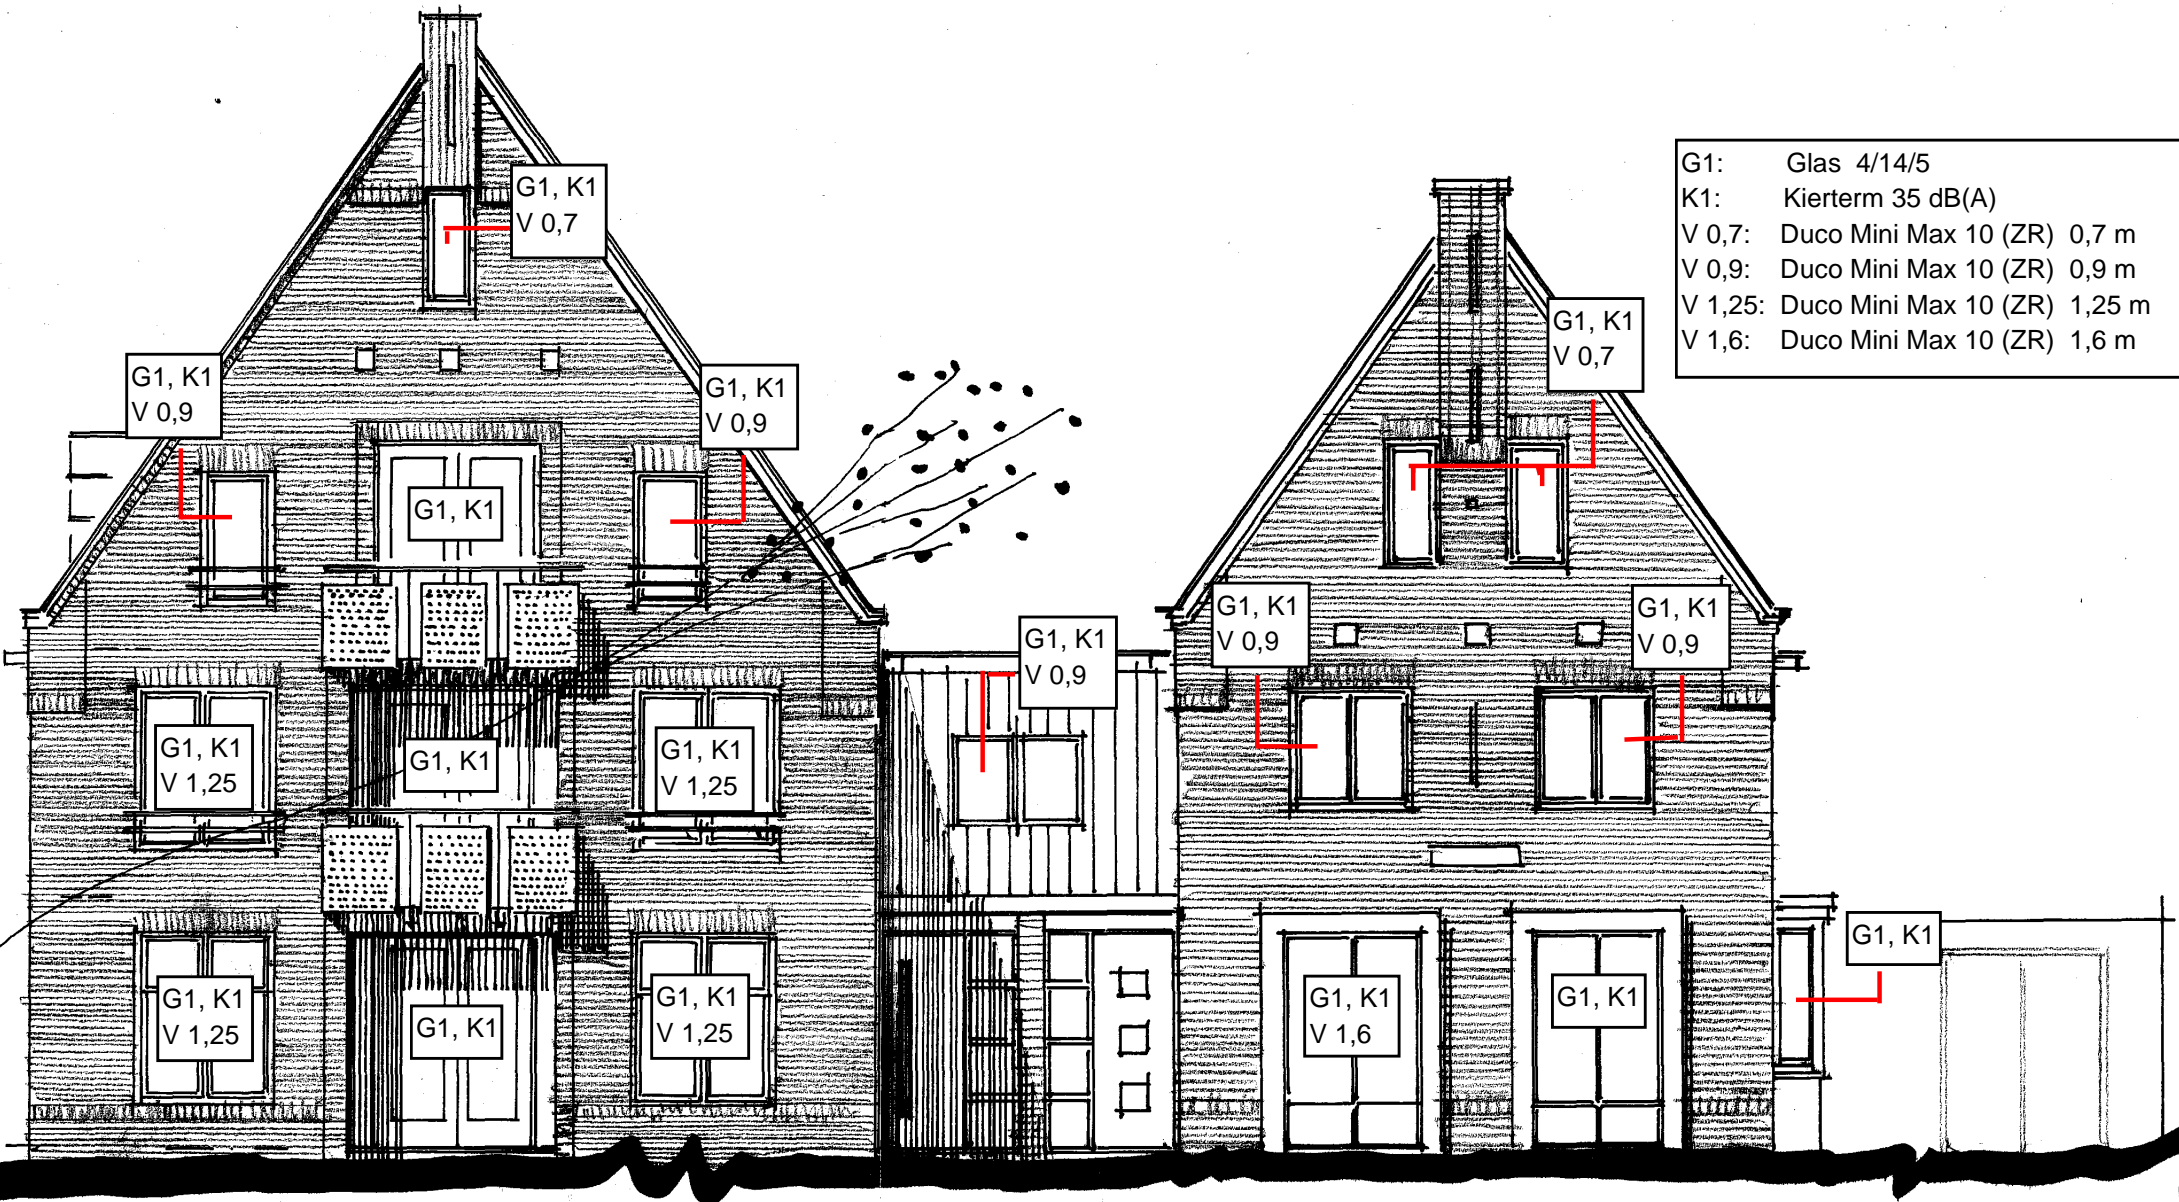 G1, K1
V 0,7
G1: Glas 4/14/5
K1: Kierterm 35 dB(A)
V 0,7: Duco Mini Max 10 (ZR) 0,7 m
V 0,9: Duco Mini Max 10 (ZR) 0,9 m
V 1,25: Duco Mini Max 10 (ZR) 1,25 m
V 1,6: Duco Mini Max 10 (ZR) 1,6 m
G1, K1
V 0,7
G1, K1
V 0,9
G1, K1
V 0,9
G1, K1
G1, K1
V 0,9
G1, K1
V 0,9
G1, K1
V 0,9
G1, K1
V 1,25
G1, K1
G1, K1
V 1,25
G1, K1
G1, K1
V 1,25
G1, K1
G1, K1
V 1,25
G1, K1
V 1,6
G1, K1